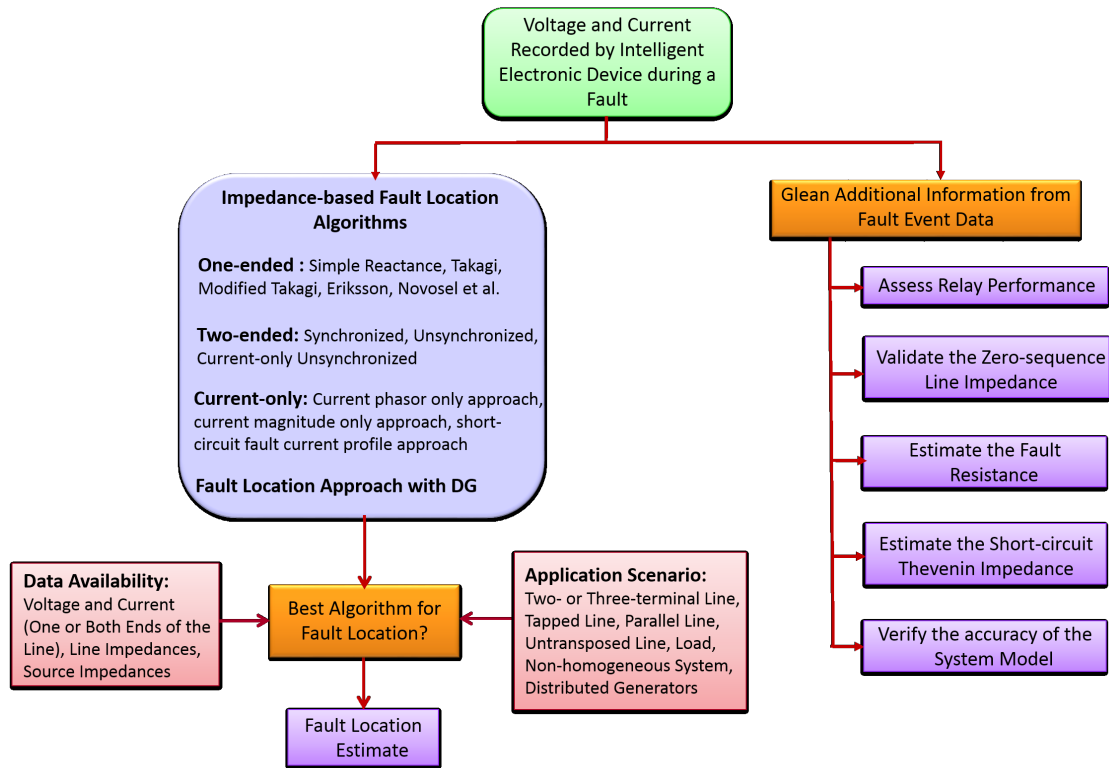 Voltage and Current
Recorded by Intelligent
Electronic Device during a
Fault
Impedance-based Fault Location
Algorithms
One-ended : Simple Reactance, Takagi,
Modified Takagi, Eriksson, Novosel et al.
Two-ended: Synchronized, Unsynchronized,
Current-only Unsynchronized
Current-only: Current phasor only approach,
current magnitude only approach, short-
circuit fault current profile approach
Fault Location Approach with DG
Data Availability:
Voltage and Current
(One or Both Ends of the
Line), Line Impedances,
Source Impedances
Best Algorithm for
Fault Location?
Application Scenario:
Two- or Three-terminal Line,
Tapped Line, Parallel Line,
Untransposed Line, Load,
Non-homogeneous System,
Distributed Generators
Fault Location
Estimate
Glean Additional Information from
Fault Event Data
Assess Relay Performance
Validate the Zero-sequence
Line Impedance
Estimate the Fault
Resistance
Estimate the Short-circuit
Thevenin Impedance
Verify the accuracy of the
System Model